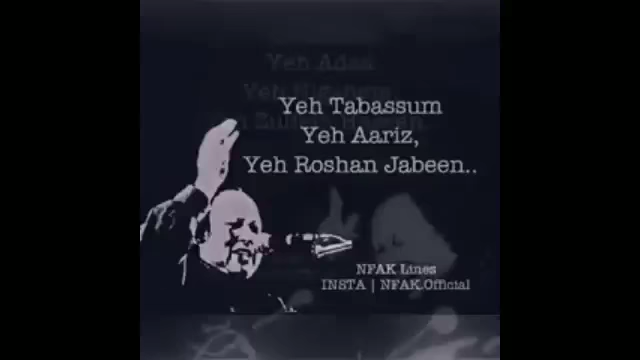 Yeh Adaa
Yeh Tabassum
Yeh Aariz,
Yeh Roshan Jabeen..
NFAK Lines
INSTA | NFAK.Official